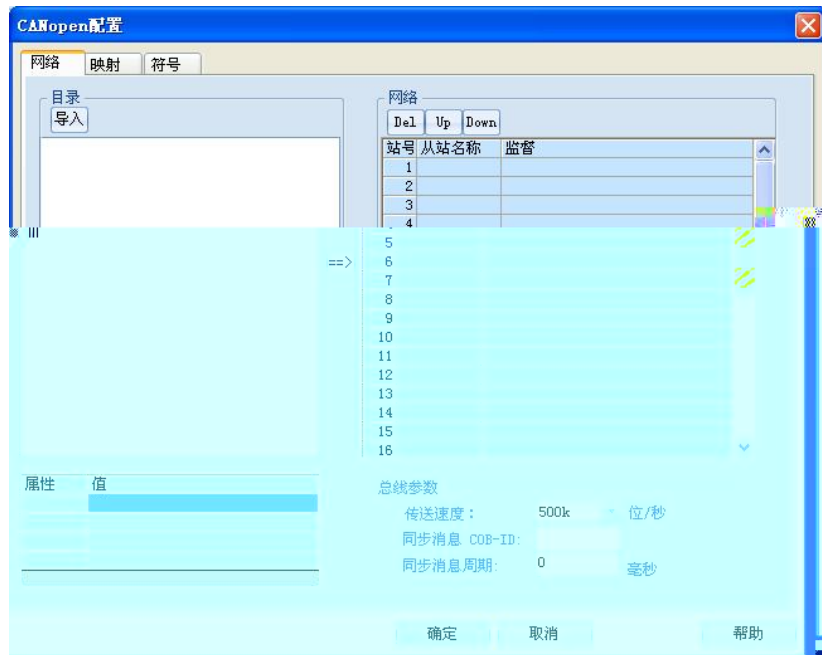 CANopen配置
网络 映射 符号
目录
导入
网络
Del Up Down
站号 从站名称 监督
1
2
3
4
5
==> 6
7
8
9
10
11
12
13
14
15
16
属性 值
总线参数
传送速度： 500k 位/秒
同步消息 COB-ID:
同步消息周期: 0 毫秒
确定 取消 帮助